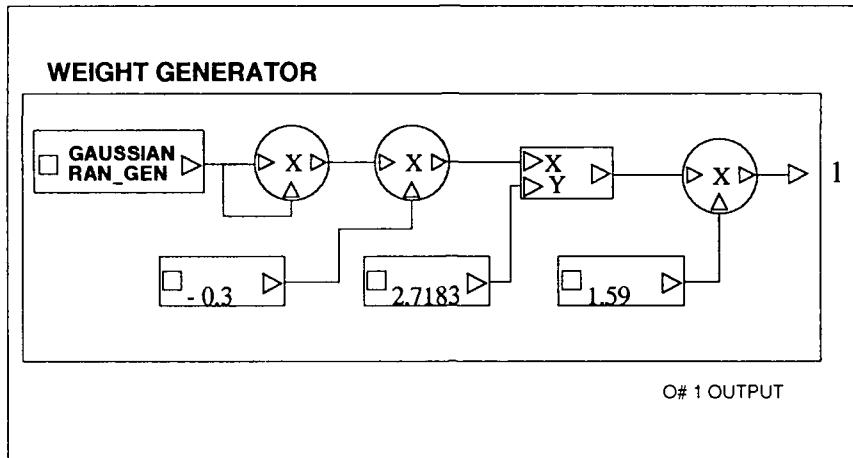 WEIGHT GENERATOR
GAUSSIAN
RAN_GEN
X
X
X
Y
X
1
- 0.3
2.7183
1.59
O# 1 OUTPUT